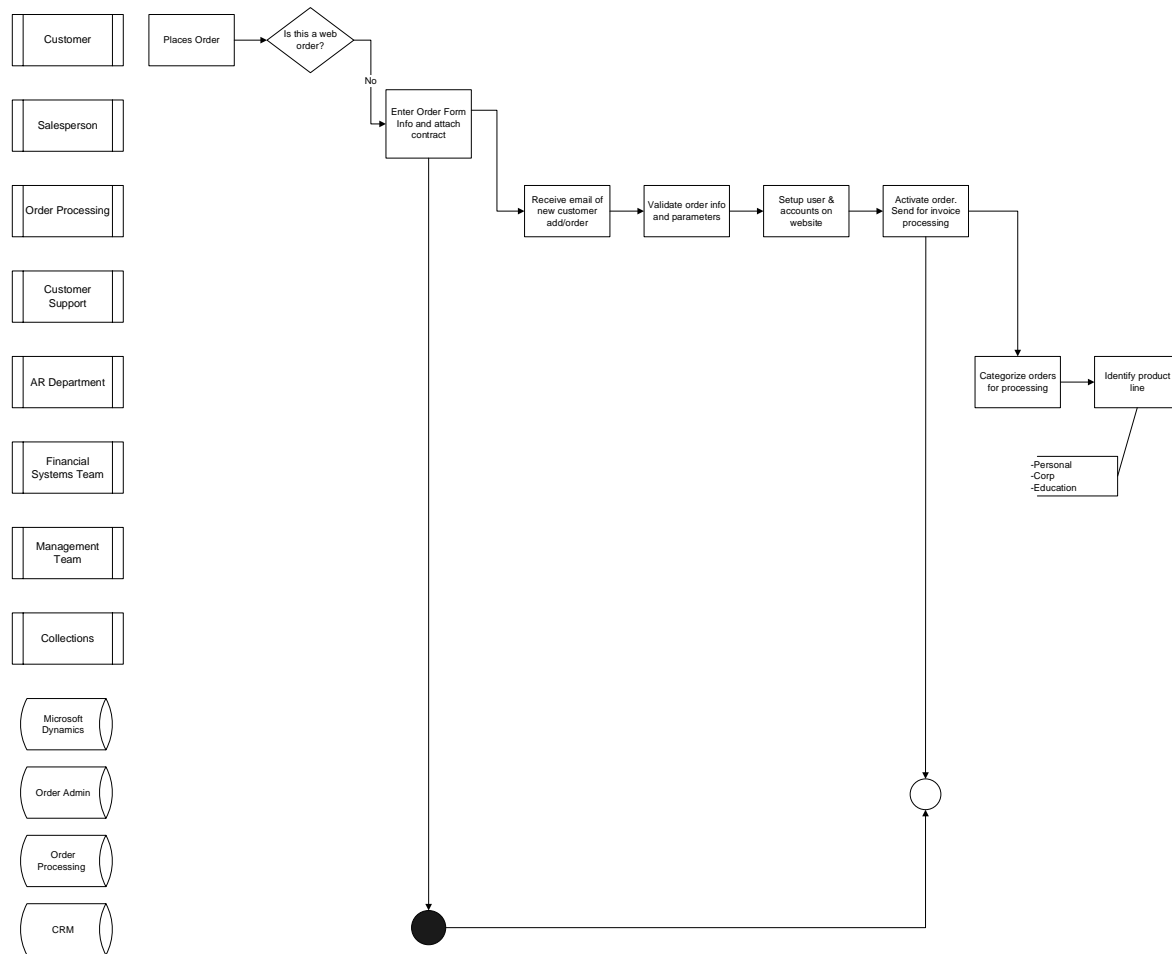 Customer
Places Order
Is this a web
order?
No
Salesperson
Enter Order Form
Info and attach
contract
Order Processing
Receive email of
new customer
add/order
Validate order info
and parameters
Setup user &
accounts on
website
Activate order.
Send for invoice
processing
Customer
Support
AR Department
Categorize orders
for processing
Identify product
line
Financial
Systems Team
-Personal
-Corp
-Education
Management
Team
Collections
Microsoft
Dynamics
Order Admin
Order
Processing
CRM